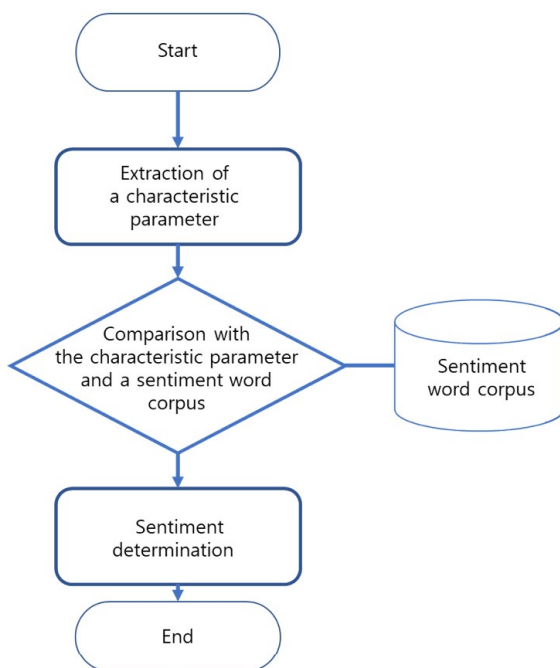 Start
Extraction of
a characteristic
parameter
Comparison with
the characteristic parameter
and a sentiment word
corpus
Sentiment
word corpus
Sentiment
determination
End